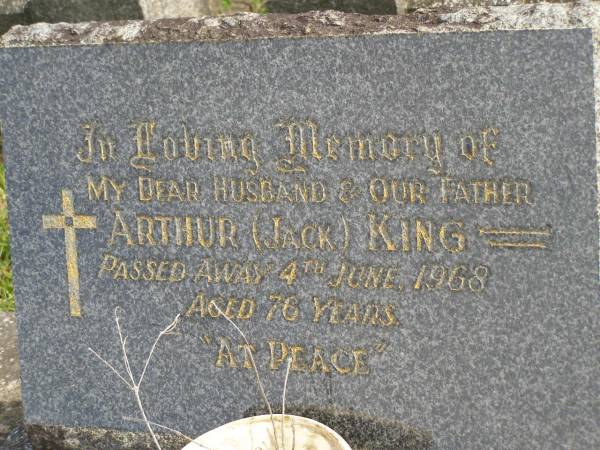 In Loving Memory of
My Dear Husband & Our Father
Arthur (Jack) King
Passed Away 4th June, 1968
Aged 76 Years.
"At Peace"